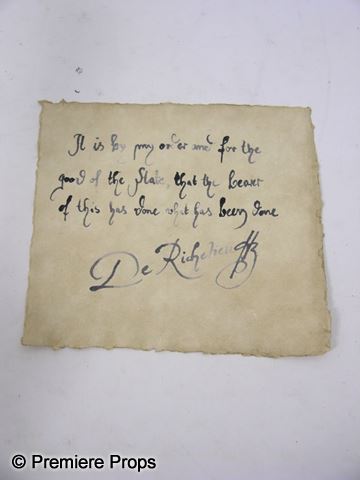 It is by my order and for the
good of the State, that the bearer
of this has done what has been done
De Richelieu
© Premiere Props